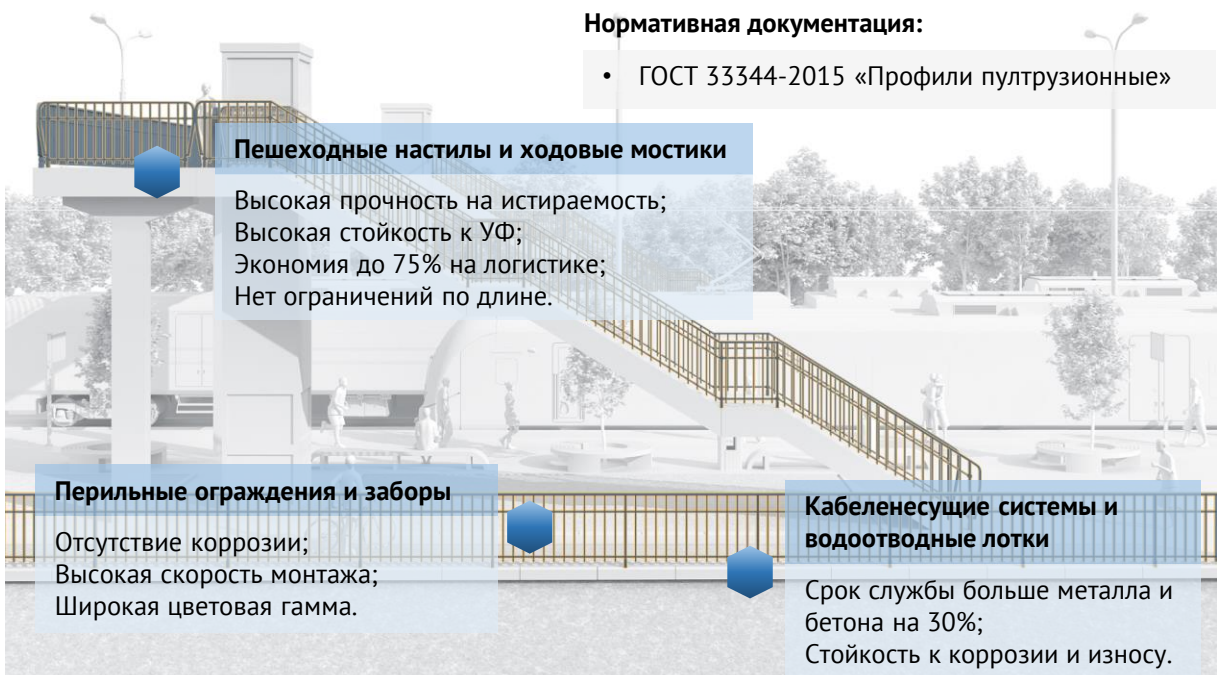 Нормативная документация:
• ГОСТ 33344-2015 «Профили пултрузионные»
Пешеходные настилы и ходовые мостики
Высокая прочность на истираемость;
Высокая стойкость к УФ;
Экономия до 75% на логистике;
Нет ограничений по длине.
Перильные ограждения и заборы
Отсутствие коррозии;
Высокая скорость монтажа;
Широкая цветовая гамма.
Кабеленесущие системы и
водоотводные лотки
Срок службы больше металла и
бетона на 30%;
Стойкость к коррозии и износу.